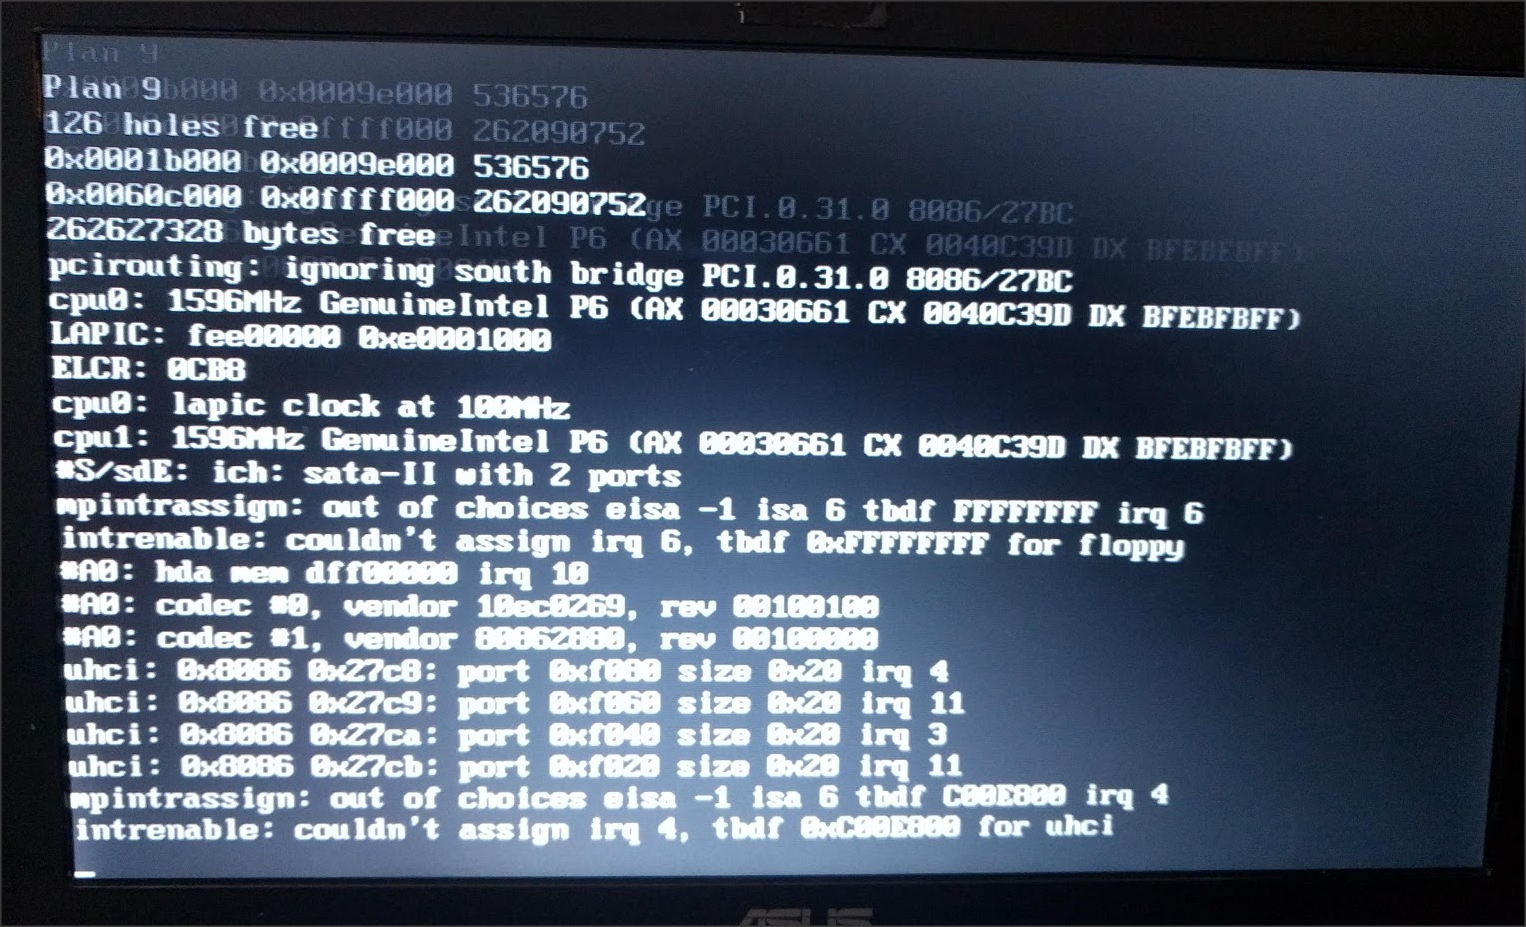 Plan 9
Plan 9
126 holes free
0x0001b000 0x0009e000 536576
0x0060c000 0x0ffff000 262090752
262627328 bytes free
pcirouting: ignoring south bridge PCI.0.31.0 8086/27BC
cpu0: 1596MHz GenuineIntel P6 (AX 00030661 CX 0040C39D DX BFEBFBFF)
LAPIC: fee00000 0xe0001000
ELCR: 0CB8
cpu0: lapic clock at 100MHz
cpu1: 1596MHz GenuineIntel P6 (AX 00030661 CX 0040C39D DX BFEBFBFF)
#S/sdE: ich: sata-II with 2 ports
mpintrassign: out of choices eisa -1 isa 6 tbdf FFFFFFFF irq 6
intrenable: couldn't assign irq 6, tbdf 0xFFFFFFFF for floppy
#A0: hda mem dff00000 irq 10
#A0: codec #0, vendor 10ec0269, rev 00100100
#A0: codec #1, vendor 80862880, rev 00100000
uhci: 0x8086 0x27c8: port 0xf080 size 0x20 irq 4
uhci: 0x8086 0x27c9: port 0xf060 size 0x20 irq 11
uhci: 0x8086 0x27ca: port 0xf040 size 0x20 irq 3
uhci: 0x8086 0x27cb: port 0xf020 size 0x20 irq 11
mpintrassign: out of choices eisa -1 isa 6 tbdf C00E800 irq 4
intrenable: couldn't assign irq 4, tbdf 0xC00E800 for uhci
ASUS